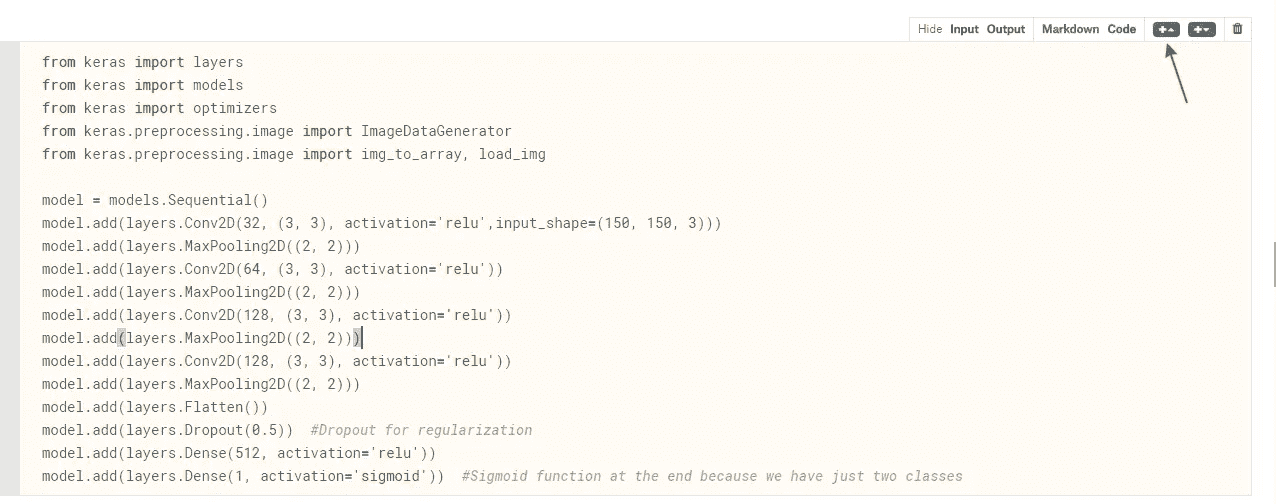 Hide Input Output Markdown Code
from keras import layers
from keras import models
from keras import optimizers
from keras.preprocessing.image import ImageDataGenerator
from keras.preprocessing.image import img_to_array, load_img
model = models.Sequential()
model.add(layers.Conv2D(32, (3, 3), activation='relu',input_shape=(150, 150, 3)))
model.add(layers.MaxPooling2D((2, 2)))
model.add(layers.Conv2D(64, (3, 3), activation='relu'))
model.add(layers.MaxPooling2D((2, 2)))
model.add(layers.Conv2D(128, (3, 3), activation='relu'))
model.add(layers.MaxPooling2D((2, 2)))
model.add(layers.Conv2D(128, (3, 3), activation='relu'))
model.add(layers.MaxPooling2D((2, 2)))
model.add(layers.Flatten())
model.add(layers.Dropout(0.5))  #Dropout for regularization
model.add(layers.Dense(512, activation='relu'))
model.add(layers.Dense(1, activation='sigmoid'))  #Sigmoid function at the end because we have just two classes